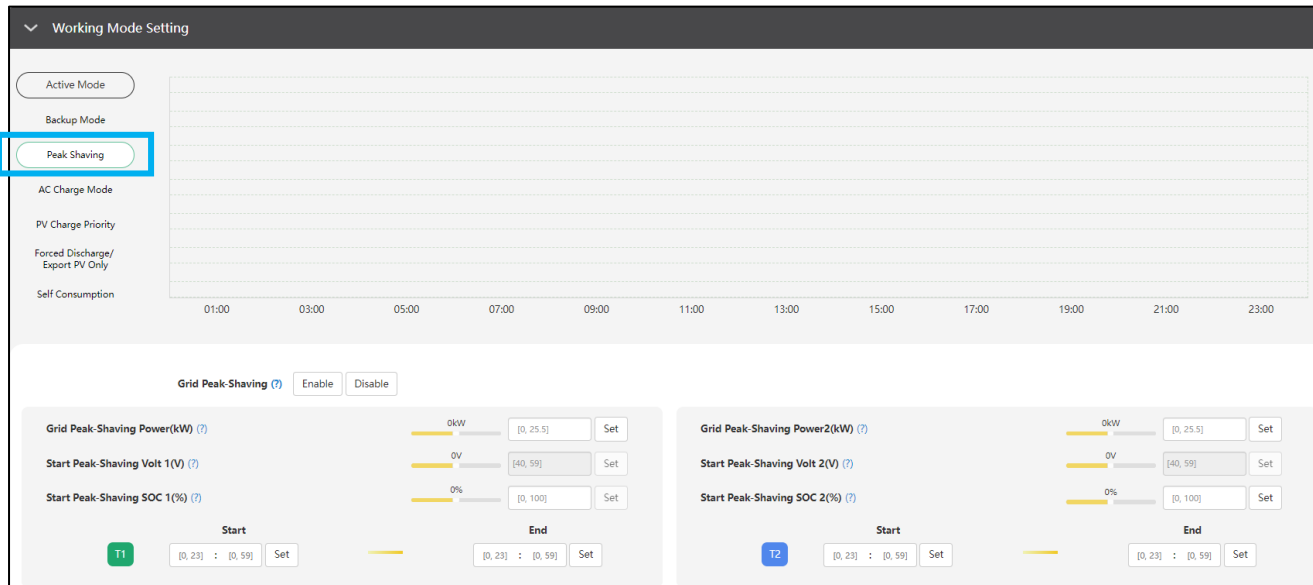 Working Mode Setting
Active Mode
Backup Mode
Peak Shaving
AC Charge Mode
PV Charge Priority
Forced Discharge/
Export PV Only
Self Consumption
01:00 03:00 05:00 07:00 09:00 11:00 13:00 15:00 17:00 19:00 21:00 23:00
Grid Peak-Shaving (?) Enable Disable
Grid Peak-Shaving Power(kW) (?) 0kW [0, 25.5] Set
Start Peak-Shaving Volt 1(V) (?) 0V [40, 59] Set
Start Peak-Shaving SOC 1(%) (?) 0% [0, 100] Set
Start End
T1 [0, 23] : [0, 59] Set [0, 23] : [0, 59] Set
Grid Peak-Shaving Power2(kW) (?) 0kW [0, 25.5] Set
Start Peak-Shaving Volt 2(V) (?) 0V [40, 59] Set
Start Peak-Shaving SOC 2(%) (?) 0% [0, 100] Set
Start End
T2 [0, 23] : [0, 59] Set [0, 23] : [0, 59] Set